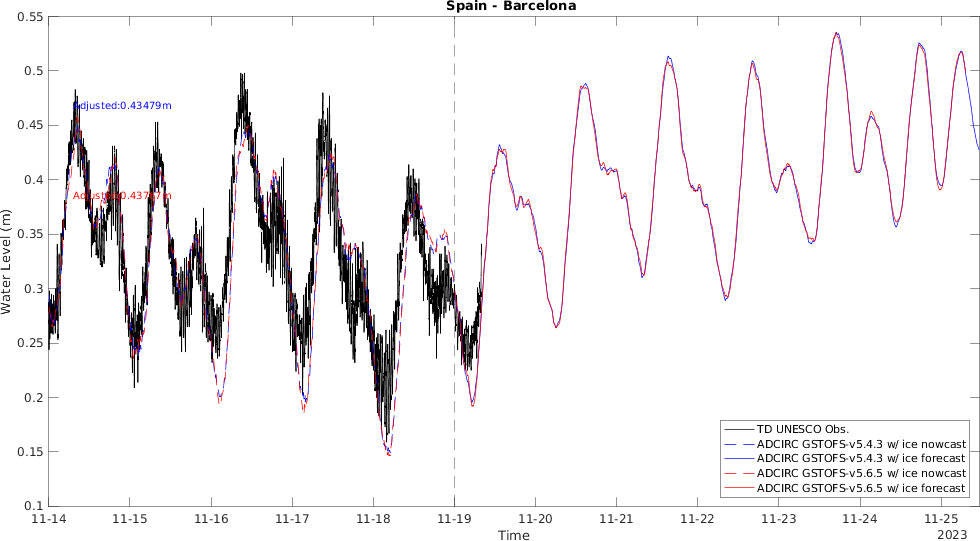 Spain - Barcelona
0.55
0.5
0.45
0.4
0.35
0.3
0.25
0.2
0.15
0.1
Water Level (m)
Adjusted:0.43479m
11-14
11-15
11-16
11-17
11-18
11-19
11-20
11-21
11-22
11-23
11-24
11-25
2023
Time
TD UNESCO Obs.
ADCIRC GSTOFS-v5.4.3 w/ ice nowcast
ADCIRC GSTOFS-v5.4.3 w/ ice forecast
ADCIRC GSTOFS-v5.6.5 w/ ice nowcast
ADCIRC GSTOFS-v5.6.5 w/ ice forecast